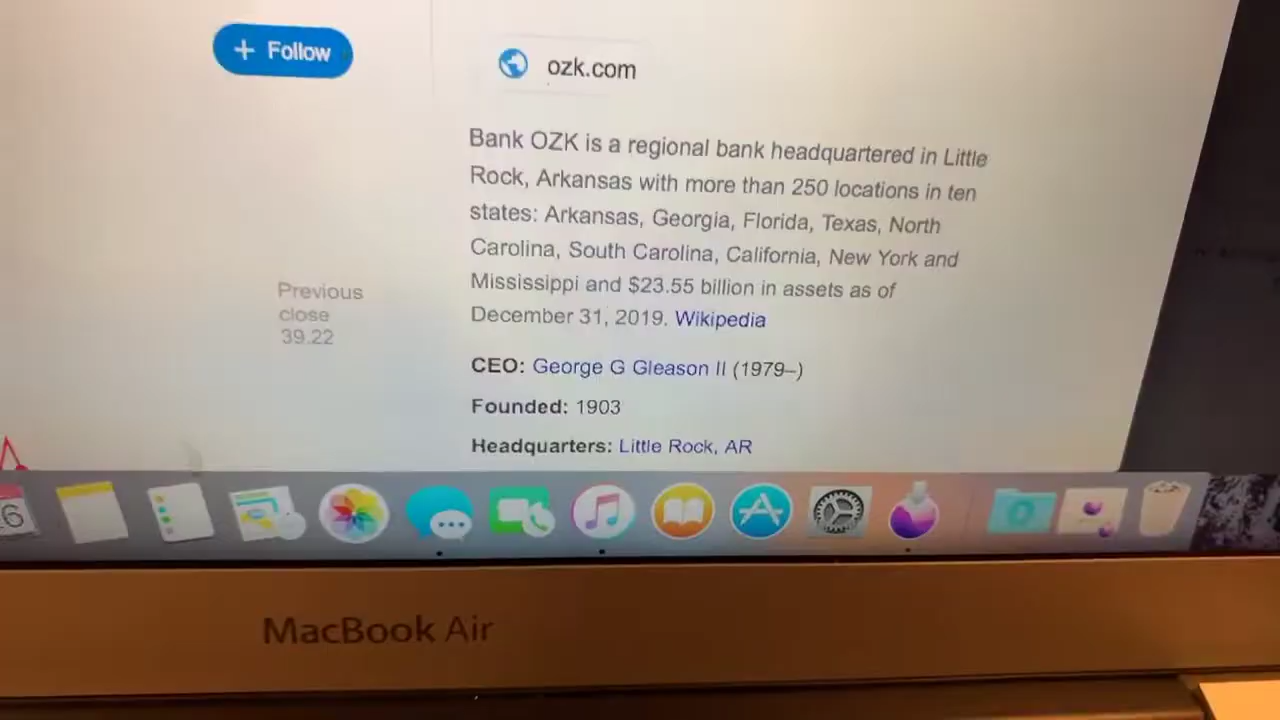 + Follow
ozk.com
Bank OZK is a regional bank headquartered in Little
Rock, Arkansas with more than 250 locations in ten
states: Arkansas, Georgia, Florida, Texas, North
Carolina, South Carolina, California, New York and
Mississippi and $23.55 billion in assets as of
December 31, 2019. Wikipedia
Previous
close
39.22
CEO: George G Gleason II (1979–)
Founded: 1903
Headquarters: Little Rock, AR
6
MacBook Air